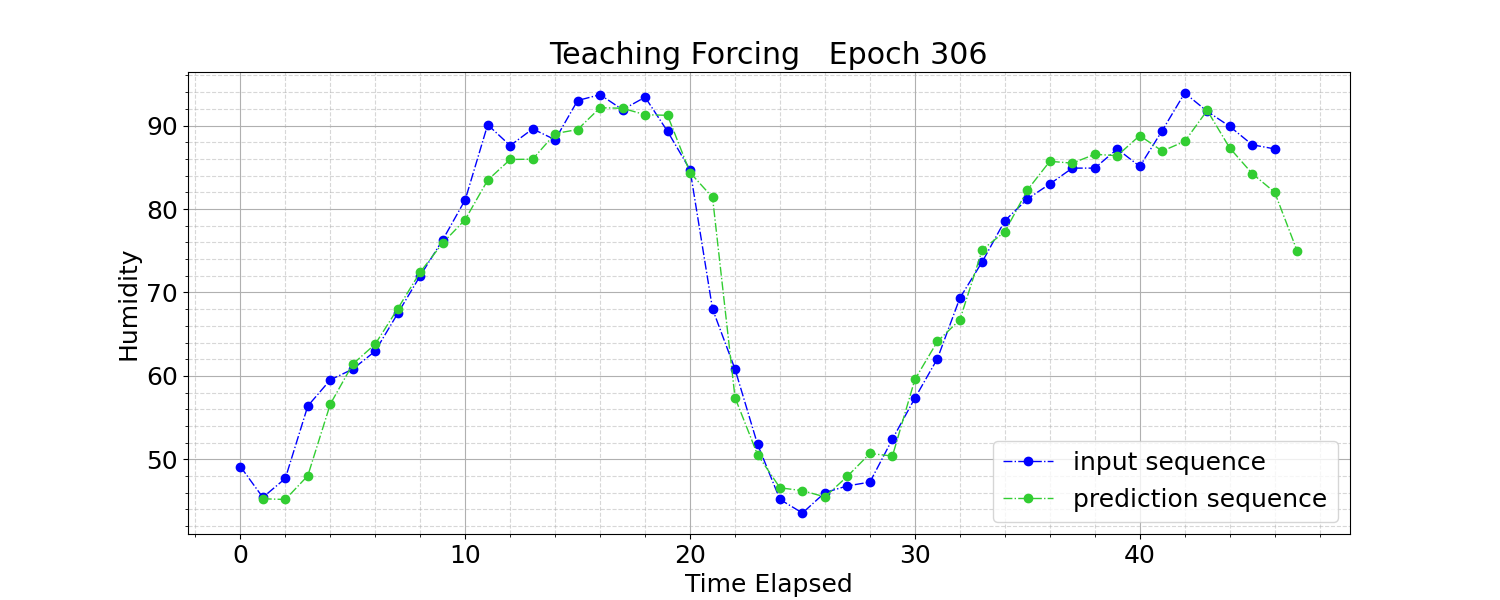 Teaching Forcing   Epoch 306
Humidity
90
80
70
60
50
0 10 20 30 40
Time Elapsed
input sequence
prediction sequence